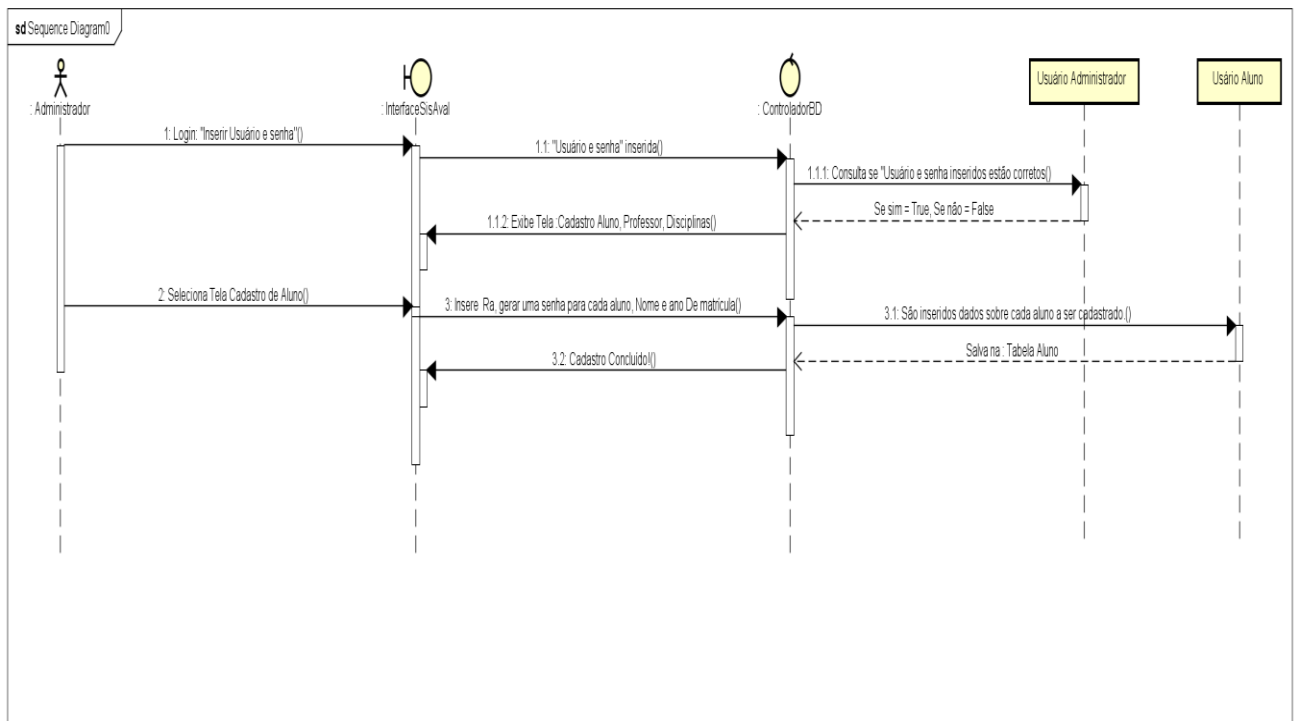 sd Sequence Diagram0
: Administrador
: InterfaceSisAval
: ControladorBD
Usuário Administrador
Usário Aluno
1: Login: "Inserir Usuário e senha"()
1.1: "Usuário e senha" inserida()
1.1.1: Consulta se "Usuário e senha inseridos estão corretos()
Se sim = True, Se não = False
1.1.2: Exibe Tela :Cadastro Aluno, Professor, Disciplinas()
2: Seleciona Tela Cadastro de Aluno()
3: Insere Ra, gerar uma senha para cada aluno, Nome e ano De matrícula()
3.1: São inseridos dados sobre cada aluno a ser cadastrado.()
Salva na : Tabela Aluno
3.2: Cadastro Concluído!()